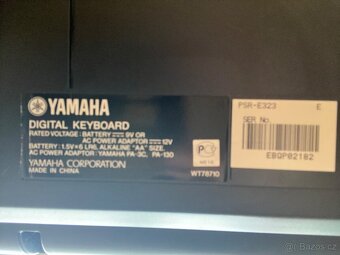 YAMAHA
DIGITAL KEYBOARD
RATED VOLTAGE: BATTERY 9V OR
AC POWER ADAPTOR 12V
BATTERY: 1.5V×6 LR6, ALKALINE "AA" SIZE.
AC POWER ADAPTOR: YAMAHA PA-3C, PA-130
YAMAHA CORPORATION
MADE IN CHINA
WT78710
PSR-E323 E
SER No.
EBQP02182